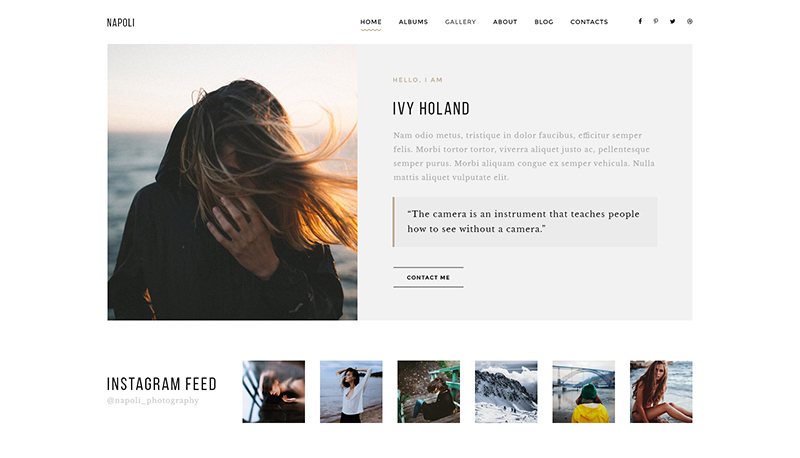 NAPOLI
HOME ALBUMS GALLERY ABOUT BLOG CONTACTS
HELLO, I AM
IVY HOLAND
Nam odio metus, tristique in dolor faucibus, efficitur semper
felis. Morbi tortor tortor, viverra aliquet justo ac, pellentesque
semper purus. Morbi aliquam congue ex semper vehicula. Nulla
mattis aliquet vulputate elit.
“The camera is an instrument that teaches people
how to see without a camera.”
CONTACT ME
INSTAGRAM FEED
@napoli_photography